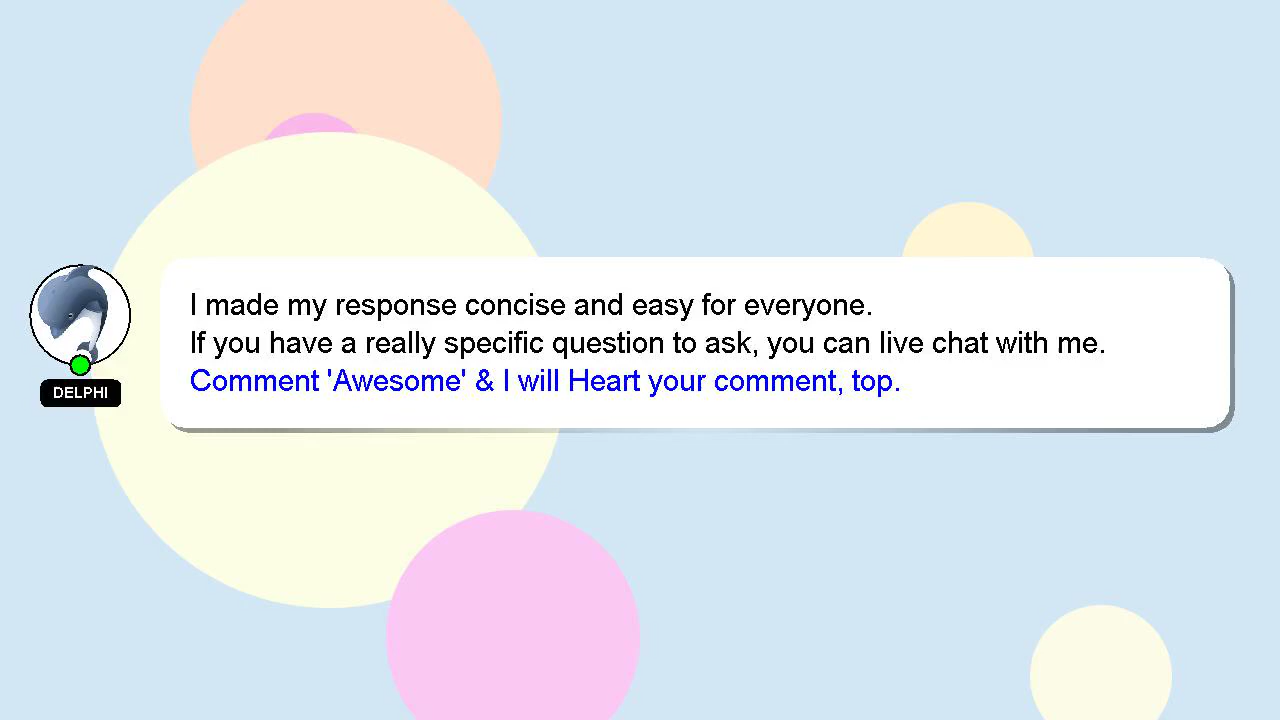 I made my response concise and easy for everyone.
If you have a really specific question to ask, you can live chat with me.
Comment 'Awesome' & I will Heart your comment, top.
DELPHI